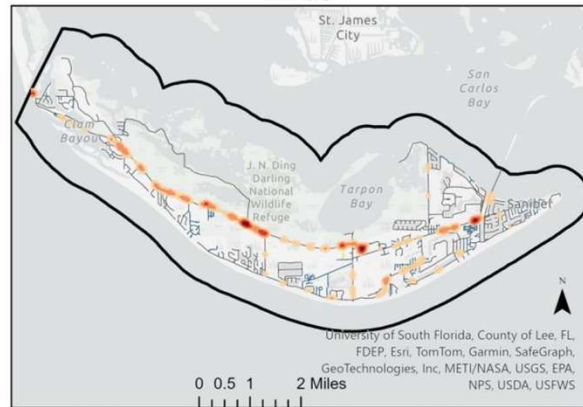 St. James
City
San
Carlos
Bay
Clam
Bayou
J. N. Ding
Darling
National
Wildlife
Refuge
Tarpon
Bay
Sanibel
N
University of South Florida, County of Lee, FL,
FDEP, Esri, TomTom, Garmin, SafeGraph,
GeoTechnologies, Inc, METI/NASA, USGS, EPA,
NPS, USDA, USFWS
0 0.5 1 2 Miles